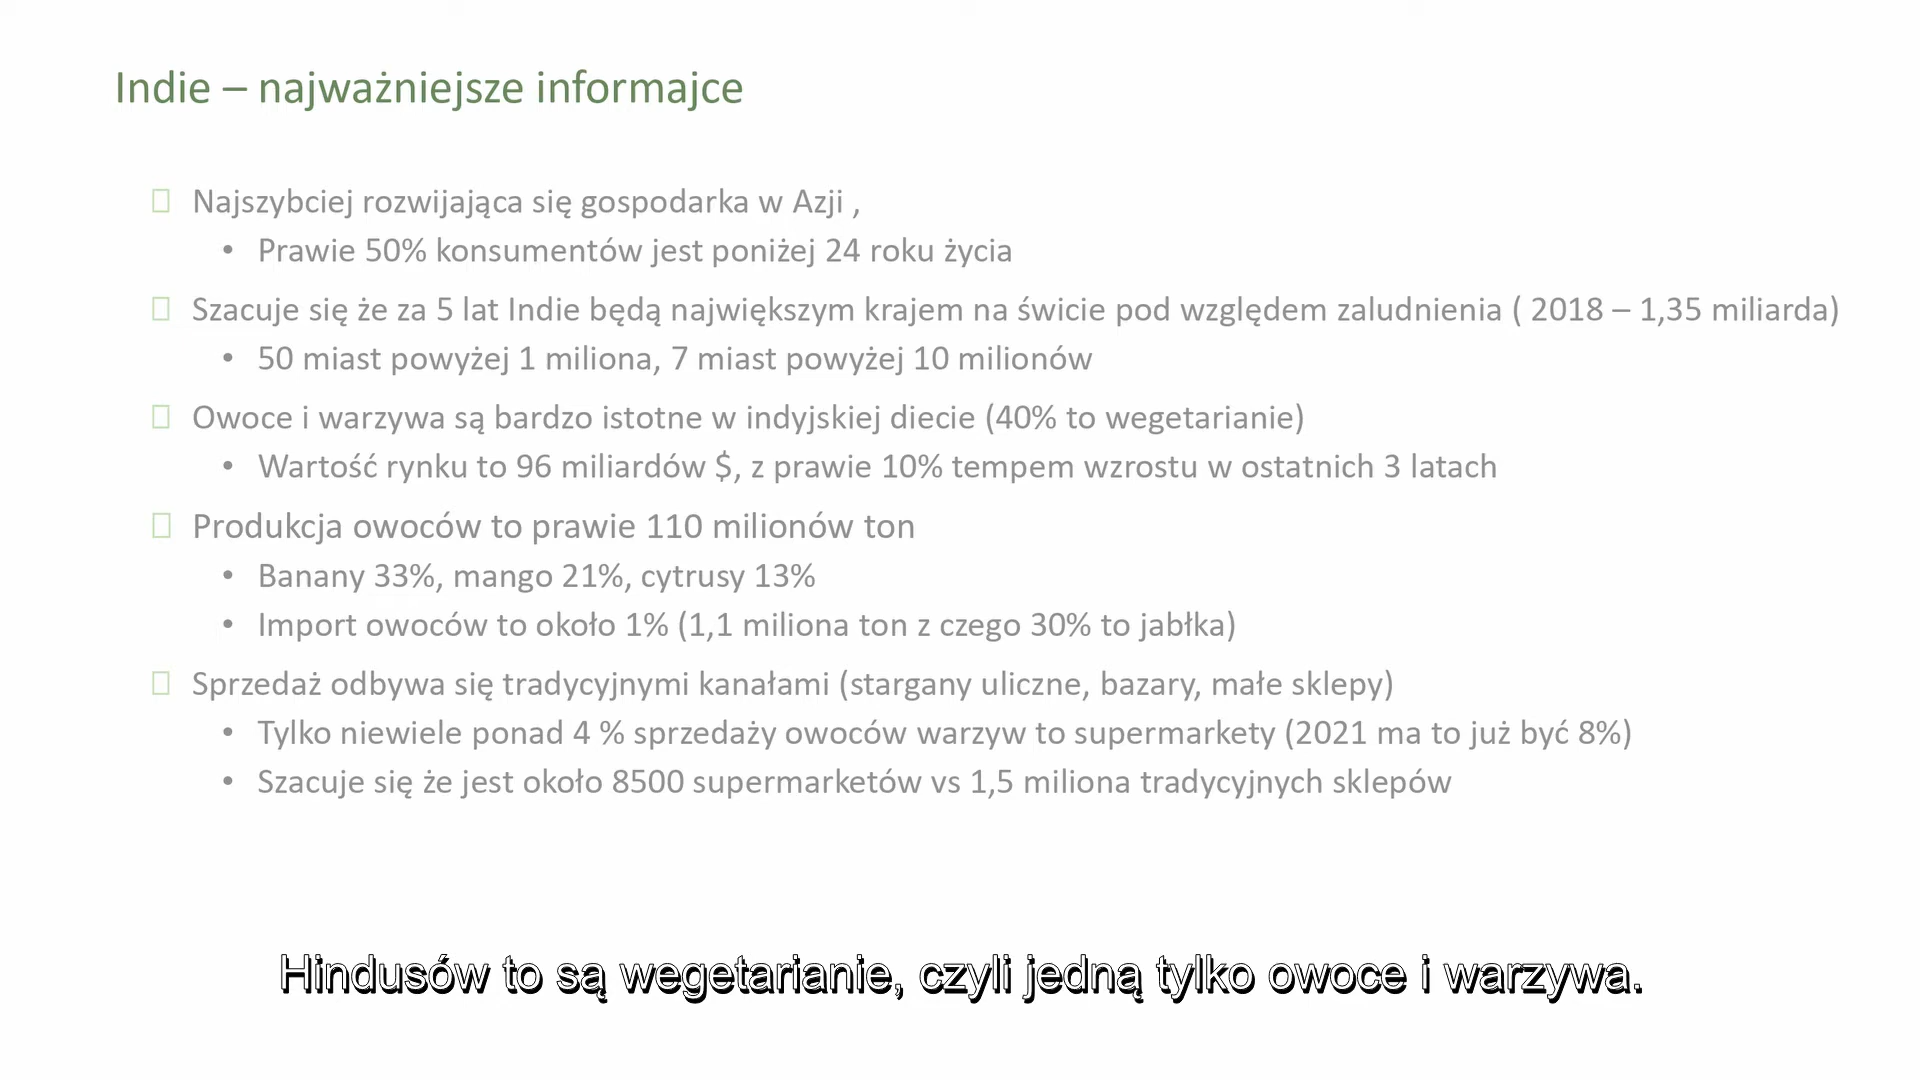 Indie – najważniejsze informajce
Najszybciej rozwijająca się gospodarka w Azji ,
• Prawie 50% konsumentów jest poniżej 24 roku życia
Szacuje się że za 5 lat Indie będą największym krajem na świcie pod względem zaludnienia ( 2018 – 1,35 miliarda)
• 50 miast powyżej 1 miliona, 7 miast powyżej 10 milionów
Owoce i warzywa są bardzo istotne w indyjskiej diecie (40% to wegetarianie)
• Wartość rynku to 96 miliardów $, z prawie 10% tempem wzrostu w ostatnich 3 latach
Produkcja owoców to prawie 110 milionów ton
• Banany 33%, mango 21%, cytrusy 13%
• Import owoców to około 1% (1,1 miliona ton z czego 30% to jabłka)
Sprzedaż odbywa się tradycyjnymi kanałami (stargany uliczne, bazary, małe sklepy)
• Tylko niewiele ponad 4 % sprzedaży owoców warzyw to supermarkety (2021 ma to już być 8%)
• Szacuje się że jest około 8500 supermarketów vs 1,5 miliona tradycyjnych sklepów
Hindusów to są wegetarianie, czyli jedną tylko owoce i warzywa.